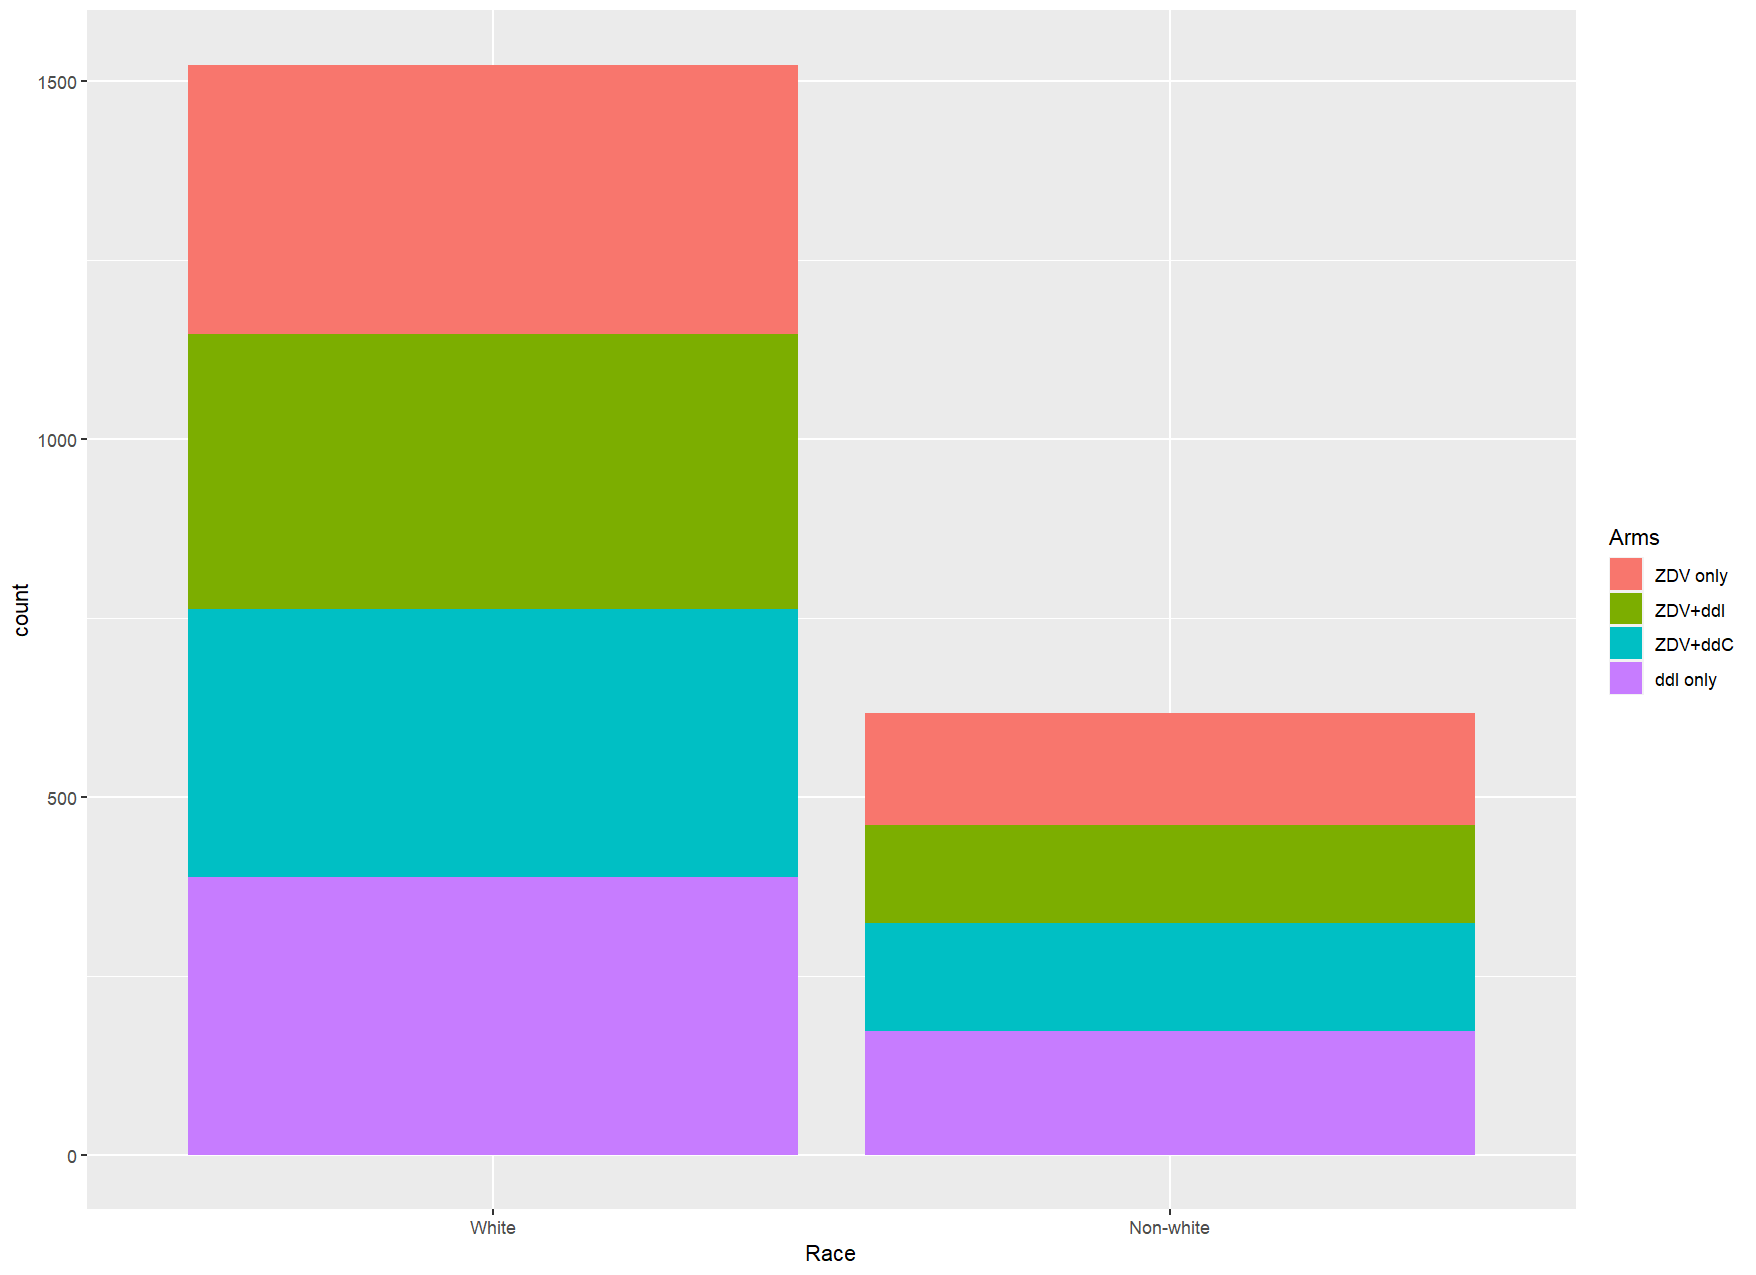 1500
1000
500
0
count
White
Non-white
Race
Arms
ZDV only
ZDV+ddI
ZDV+ddC
ddI only